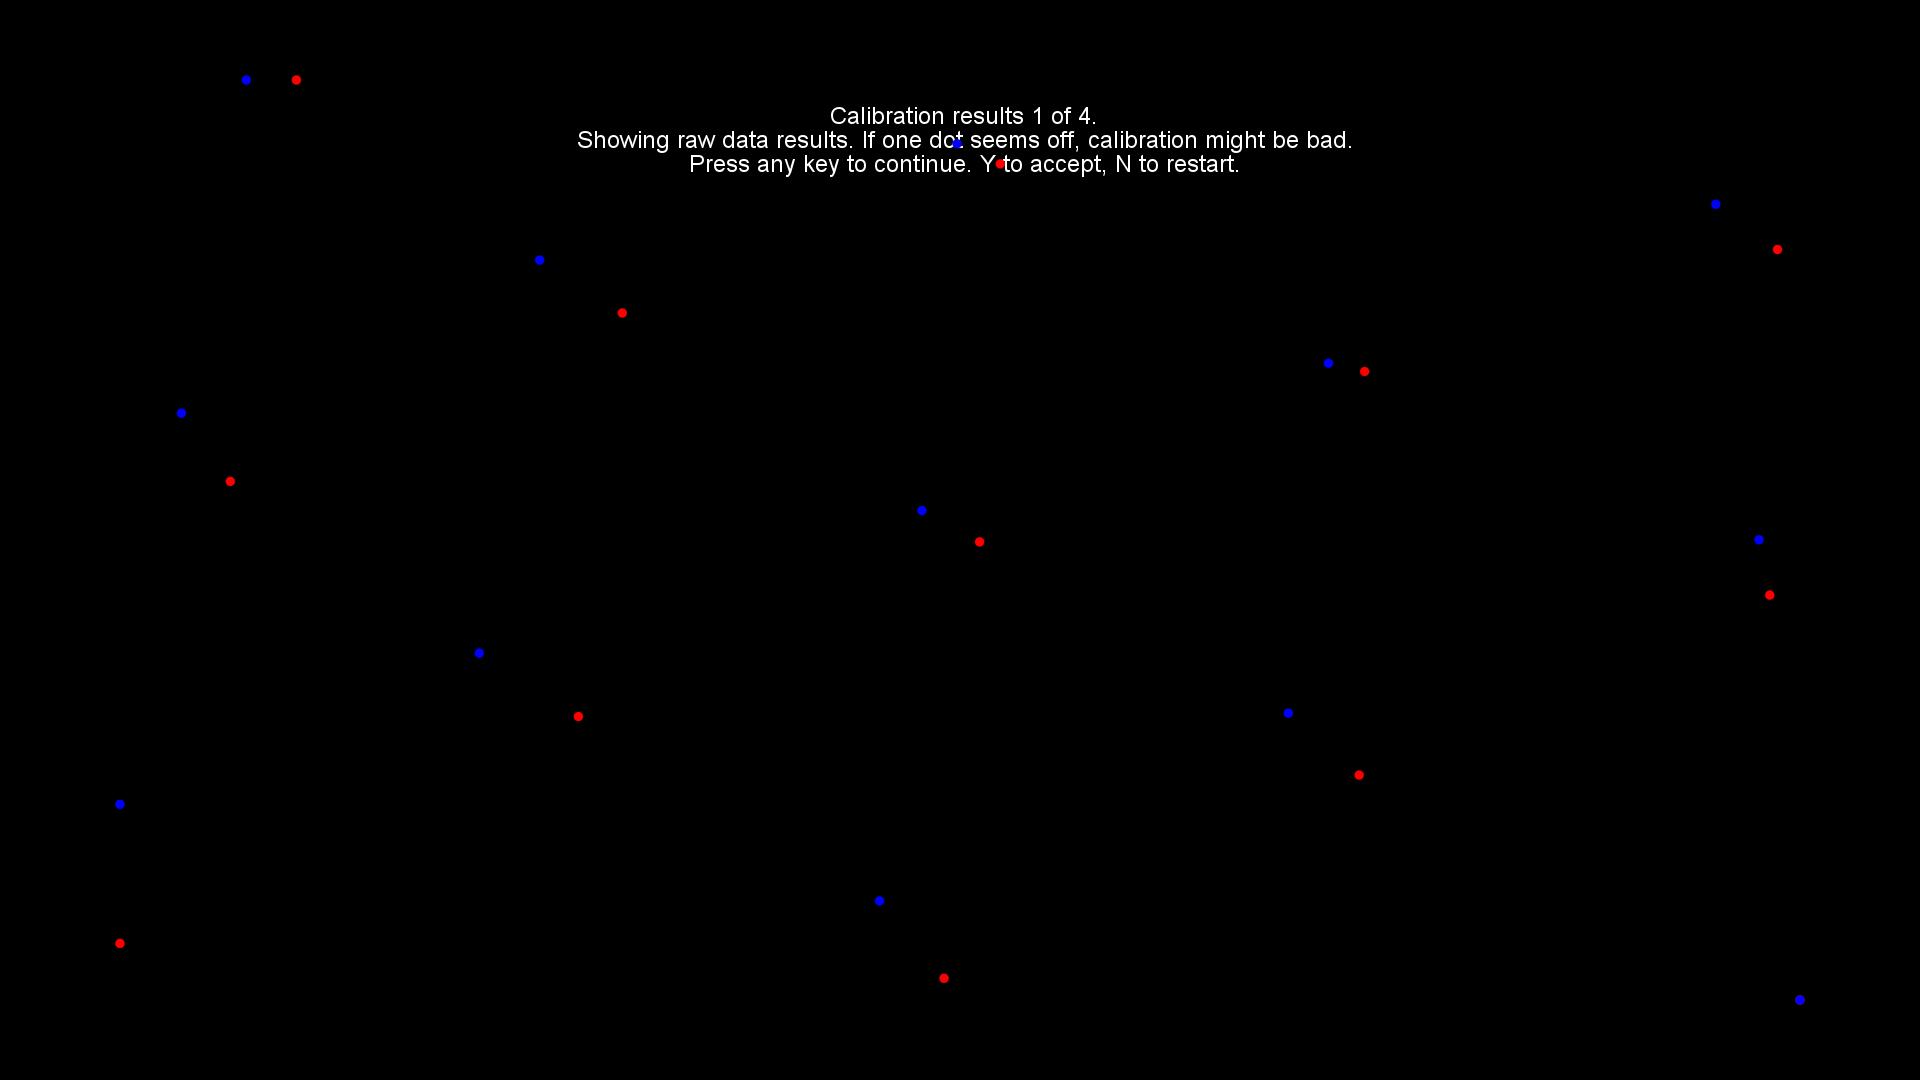 Calibration results 1 of 4.
Showing raw data results. If one dot seems off, calibration might be bad.
Press any key to continue. Y to accept, N to restart.